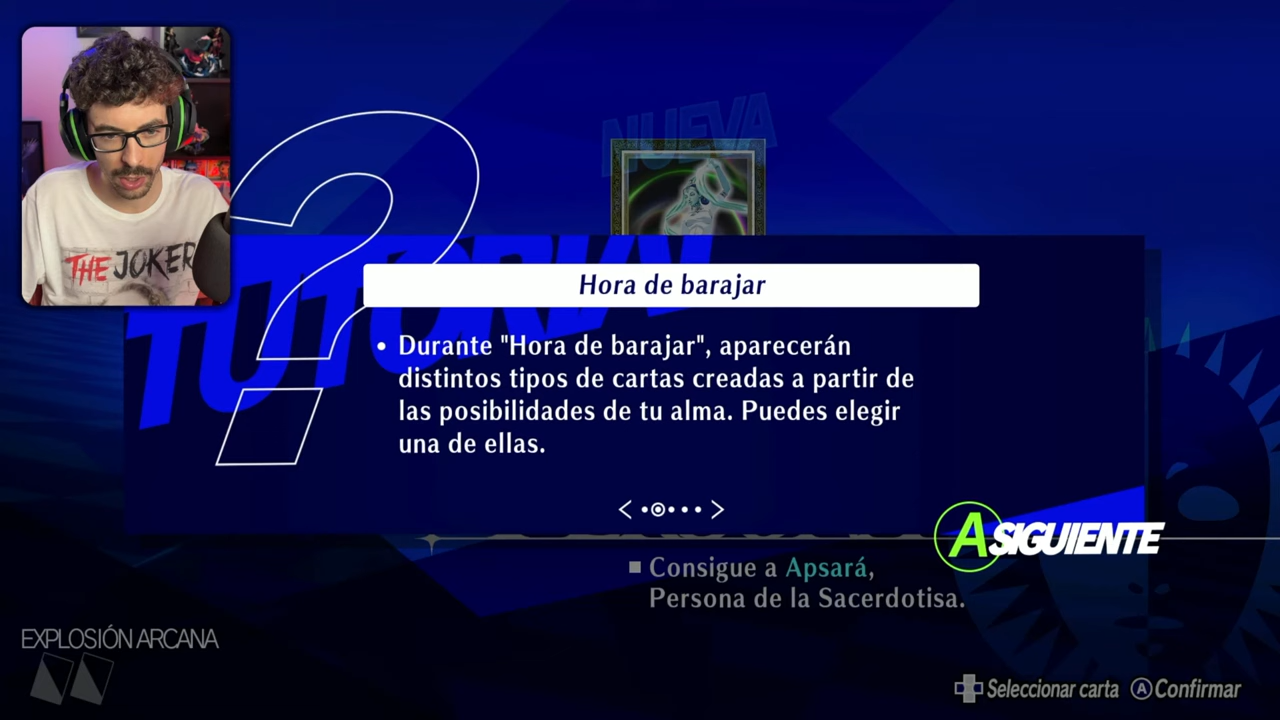 THE JOKER
NUEVA
TUTORIAL
Hora de barajar
• Durante "Hora de barajar", aparecerán
distintos tipos de cartas creadas a partir de
las posibilidades de tu alma. Puedes elegir
una de ellas.
A SIGUIENTE
■ Consigue a Apsará,
Persona de la Sacerdotisa.
EXPLOSIÓN ARCANA
Seleccionar carta A Confirmar